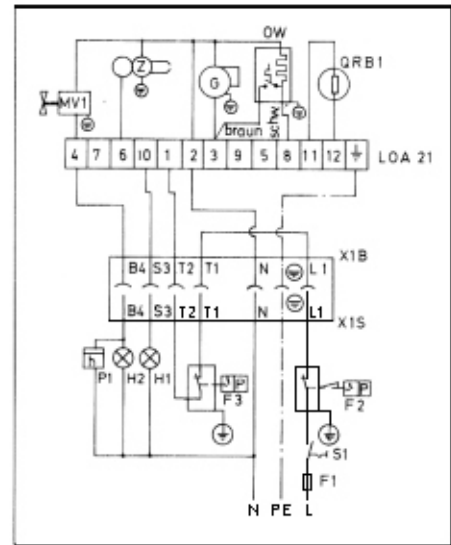 OW
QRB1
Z
G
MV1
braun
schw.
4 7 6 10 1 2 3 9 5 8 11 12
LOA 21
X1B
B4 S3 T2 T1 N L1
B4 S3 T2 T1 N L1
X1S
h
P1 H2 H1
P
F3
P
F2
S1
F1
N PE L